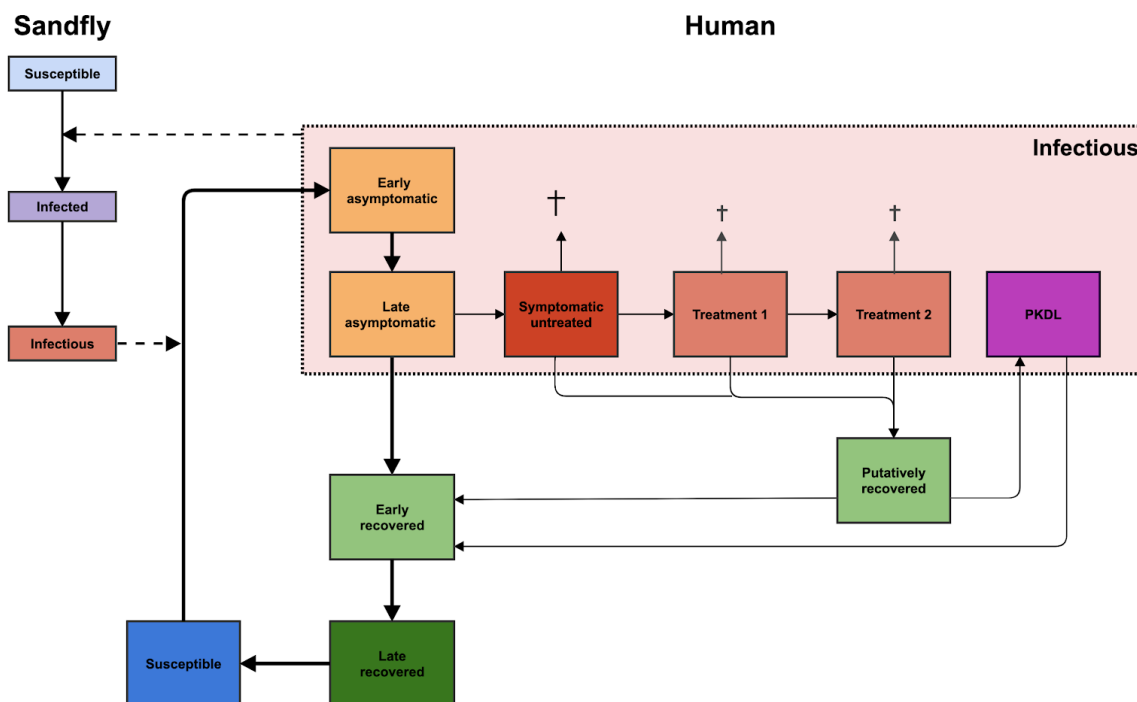 Sandfly
Human
Susceptible
Infectious
Early
asymptomatic
Infected
Late
asymptomatic
Symptomatic
untreated
Treatment 1
Treatment 2
PKDL
Infectious
Putatively
recovered
Early
recovered
Susceptible
Late
recovered